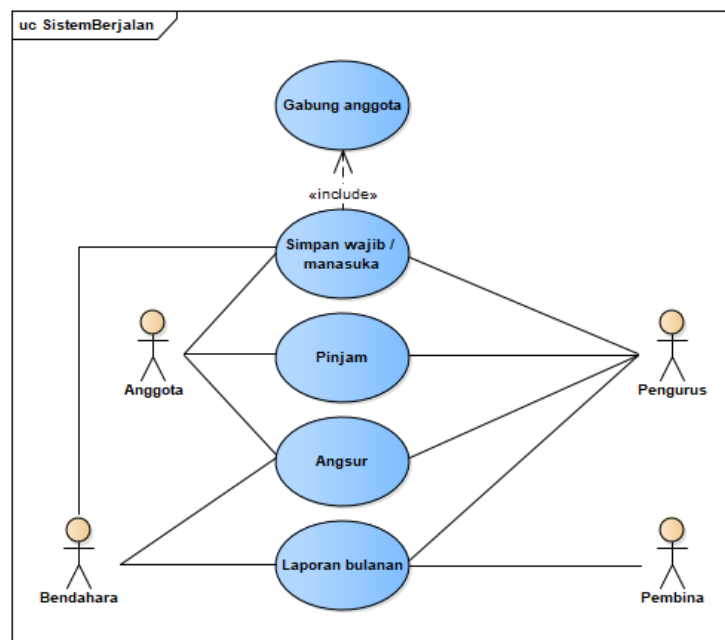 uc SistemBerjalan
Gabung anggota
«include»
Simpan wajib /
manasuka
Pinjam
Anggota
Pengurus
Angsur
Laporan bulanan
Bendahara
Pembina